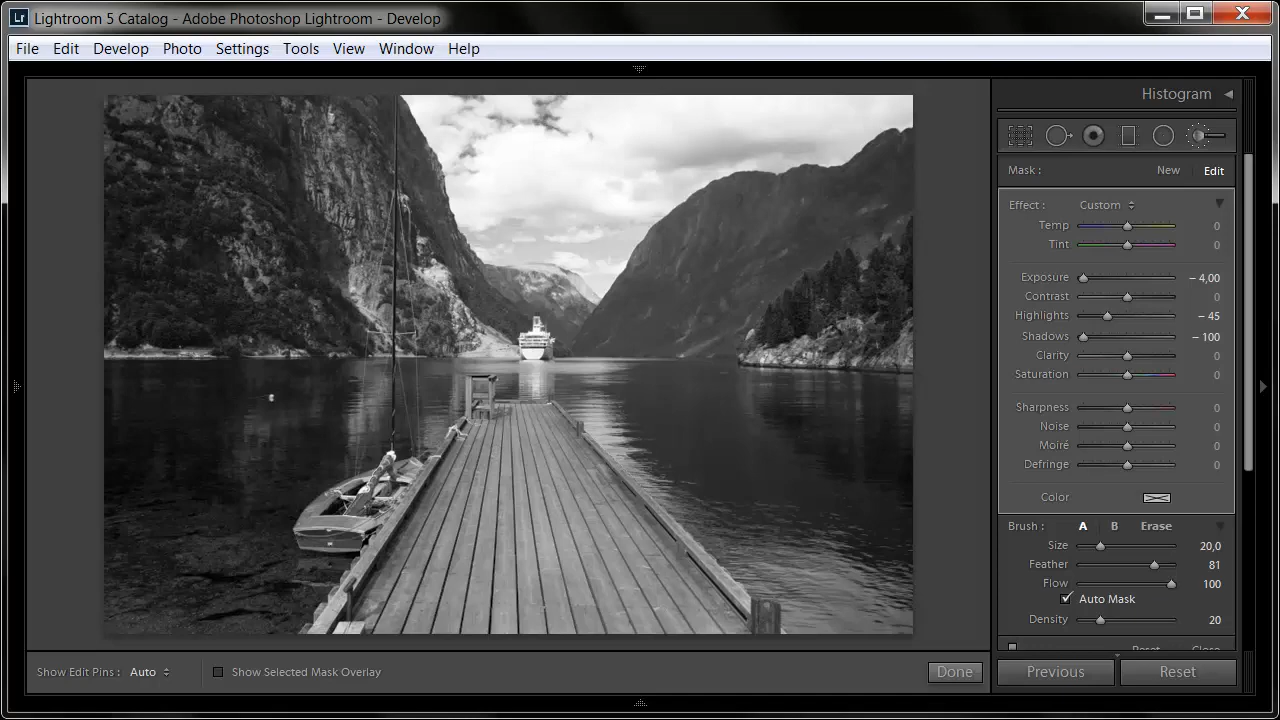 Lr Lightroom 5 Catalog - Adobe Photoshop Lightroom - Develop
File Edit Develop Photo Settings Tools View Window Help
Histogram
Mask : New Edit
Effect : Custom
Temp 0
Tint 0
Exposure – 4,00
Contrast 0
Highlights – 45
Shadows – 100
Clarity 0
Saturation 0
Sharpness 0
Noise 0
Moiré 0
Defringe 0
Color
Brush : A B Erase
Size 20,0
Feather 81
Flow 100
Auto Mask
Density 20
Reset Close
Show Edit Pins : Auto Show Selected Mask Overlay Done
Previous Reset